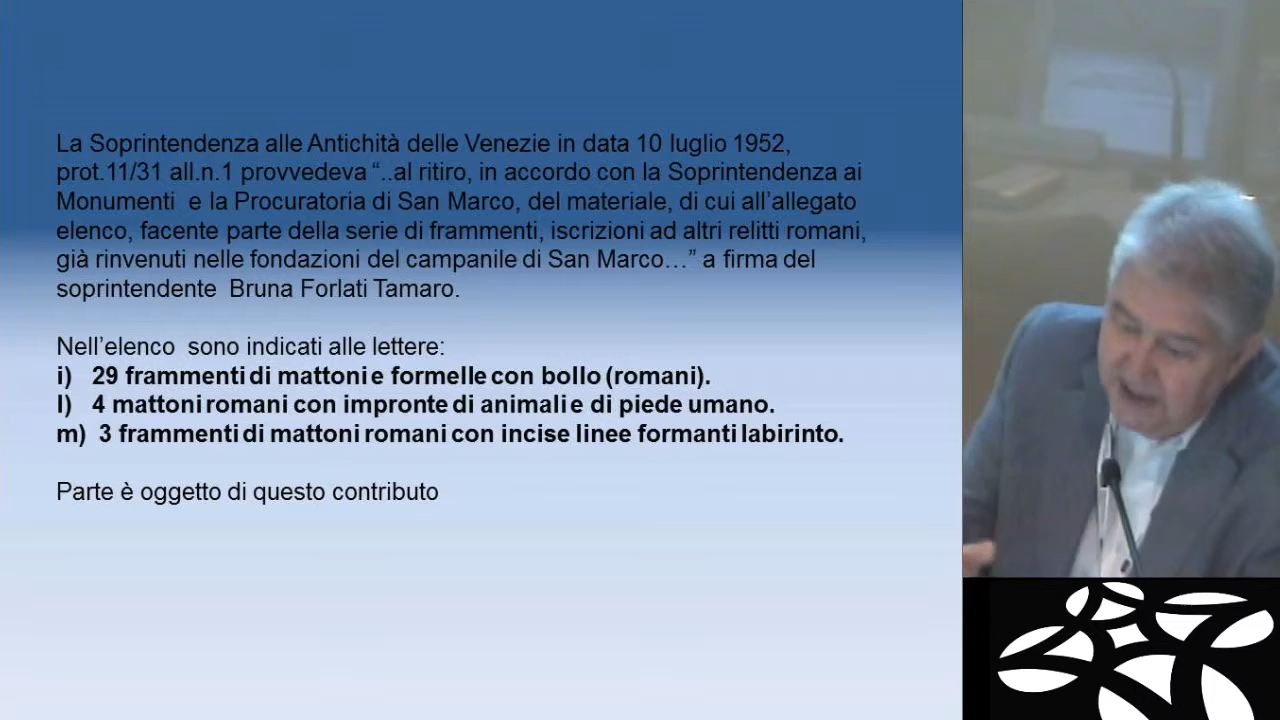 La Soprintendenza alle Antichità delle Venezie in data 10 luglio 1952,
prot.11/31 all.n.1 provvedeva “..al ritiro, in accordo con la Soprintendenza ai
Monumenti e la Procuratoria di San Marco, del materiale, di cui all’allegato
elenco, facente parte della serie di frammenti, iscrizioni ad altri relitti romani,
già rinvenuti nelle fondazioni del campanile di San Marco…” a firma del
soprintendente Bruna Forlati Tamaro.
Nell’elenco sono indicati alle lettere:
i) 29 frammenti di mattoni e formelle con bollo (romani).
l) 4 mattoni romani con impronte di animali e di piede umano.
m) 3 frammenti di mattoni romani con incise linee formanti labirinto.
Parte è oggetto di questo contributo